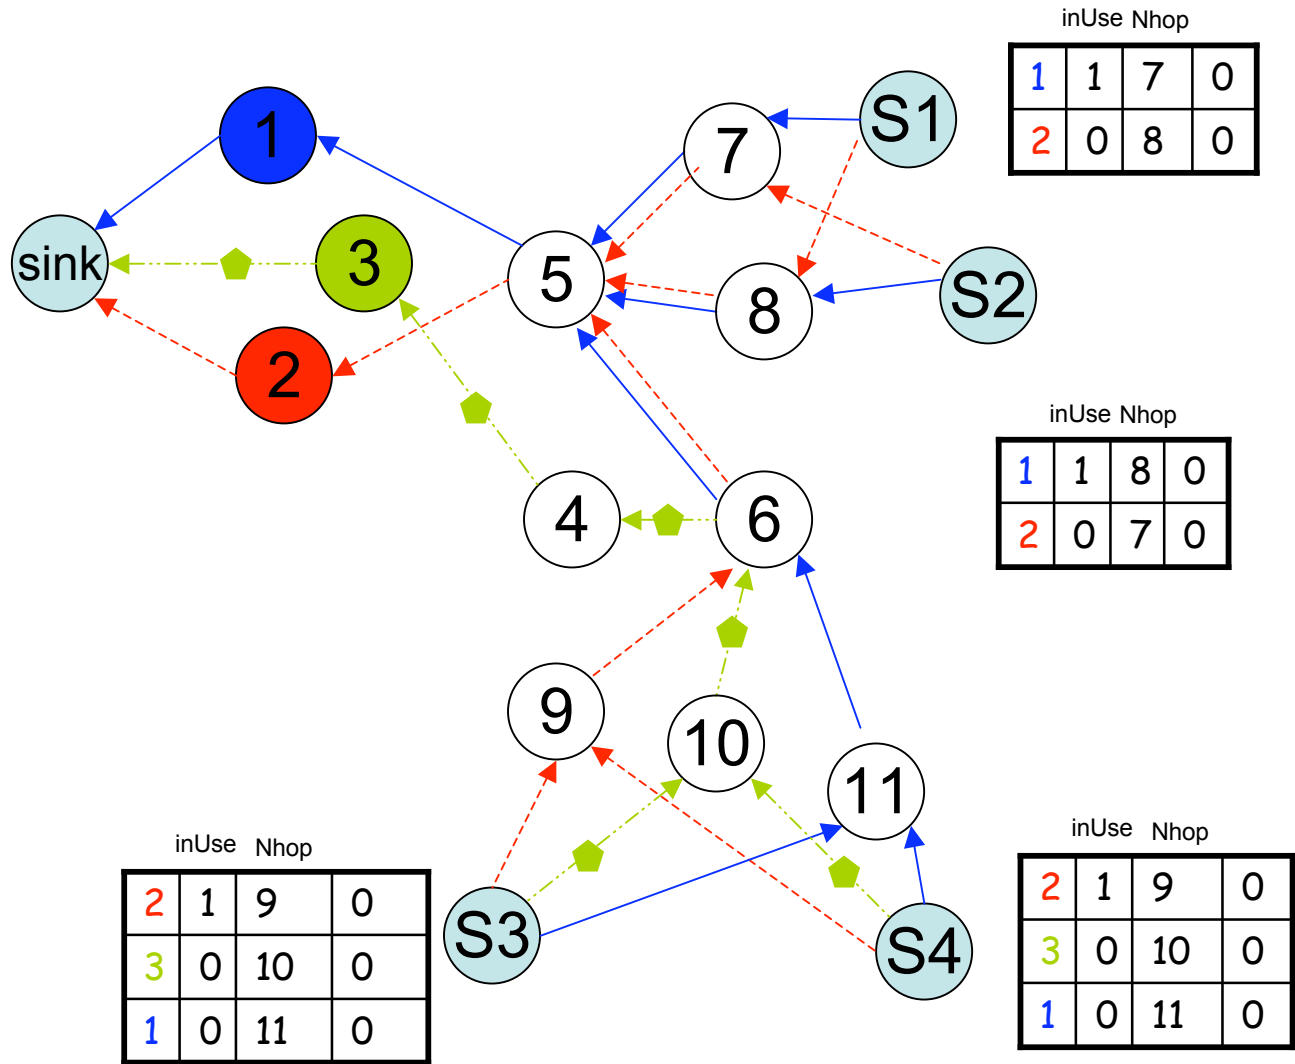 inUse Nhop
1 1 7 0
2 0 8 0
S1
7
1
sink
3
5
8
S2
2
inUse Nhop
1 1 8 0
2 0 7 0
4
6
9
10
11
inUse Nhop
2 1 9 0
3 0 10 0
1 0 11 0
S3
S4
inUse Nhop
2 1 9 0
3 0 10 0
1 0 11 0